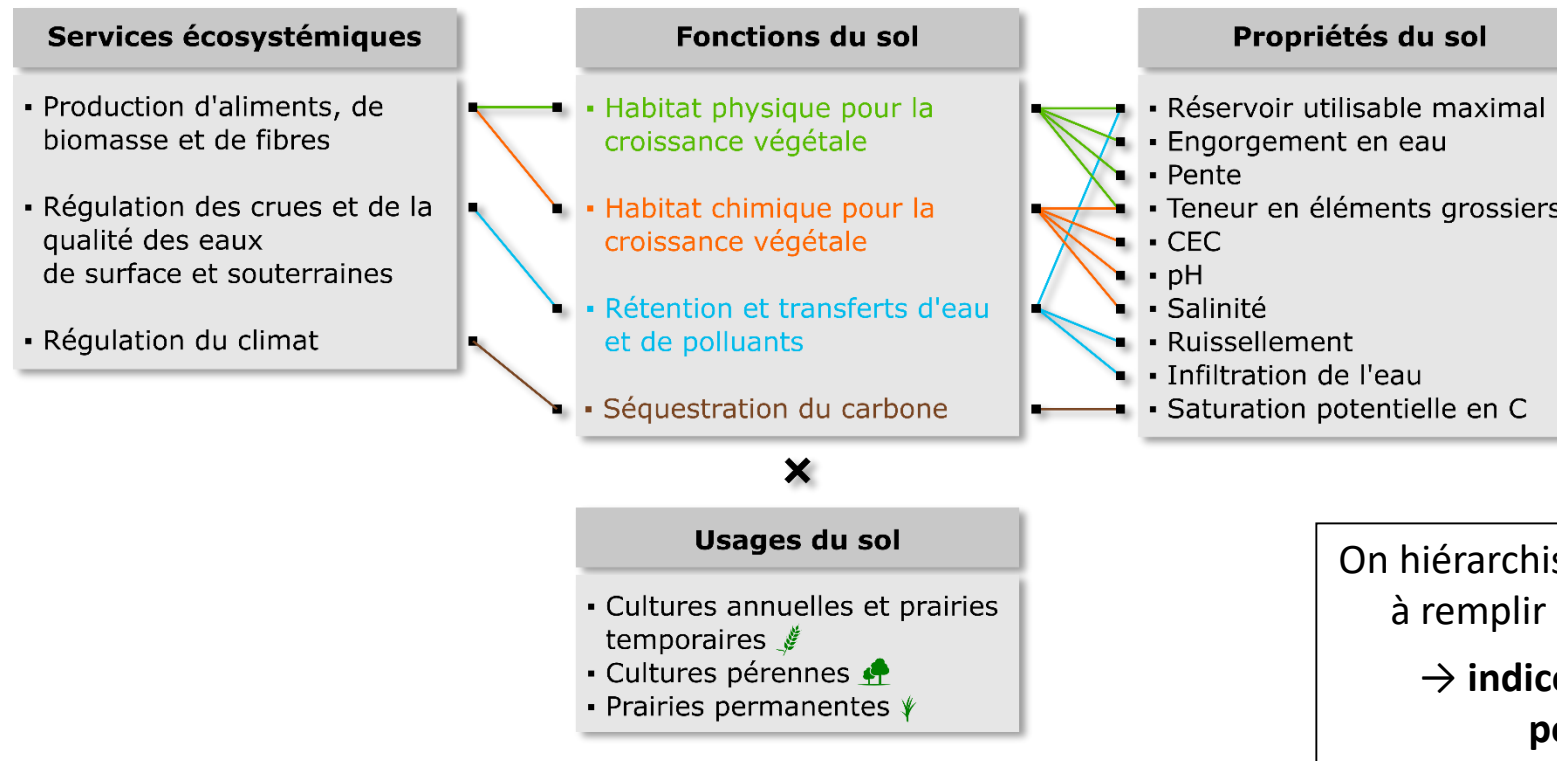 Services écosystémiques
▪ Production d'aliments, de
biomasse et de fibres
▪ Régulation des crues et de la
qualité des eaux
de surface et souterraines
▪ Régulation du climat
Fonctions du sol
▪ Habitat physique pour la
croissance végétale
▪ Habitat chimique pour la
croissance végétale
▪ Rétention et transferts d'eau
et de polluants
▪ Séquestration du carbone
Propriétés du sol
▪ Réservoir utilisable maximal
▪ Engorgement en eau
▪ Pente
▪ Teneur en éléments grossiers
▪ CEC
▪ pH
▪ Salinité
▪ Ruissellement
▪ Infiltration de l'eau
▪ Saturation potentielle en C
×
Usages du sol
▪ Cultures annuelles et prairies
temporaires
▪ Cultures pérennes
▪ Prairies permanentes
On
à remplir
→